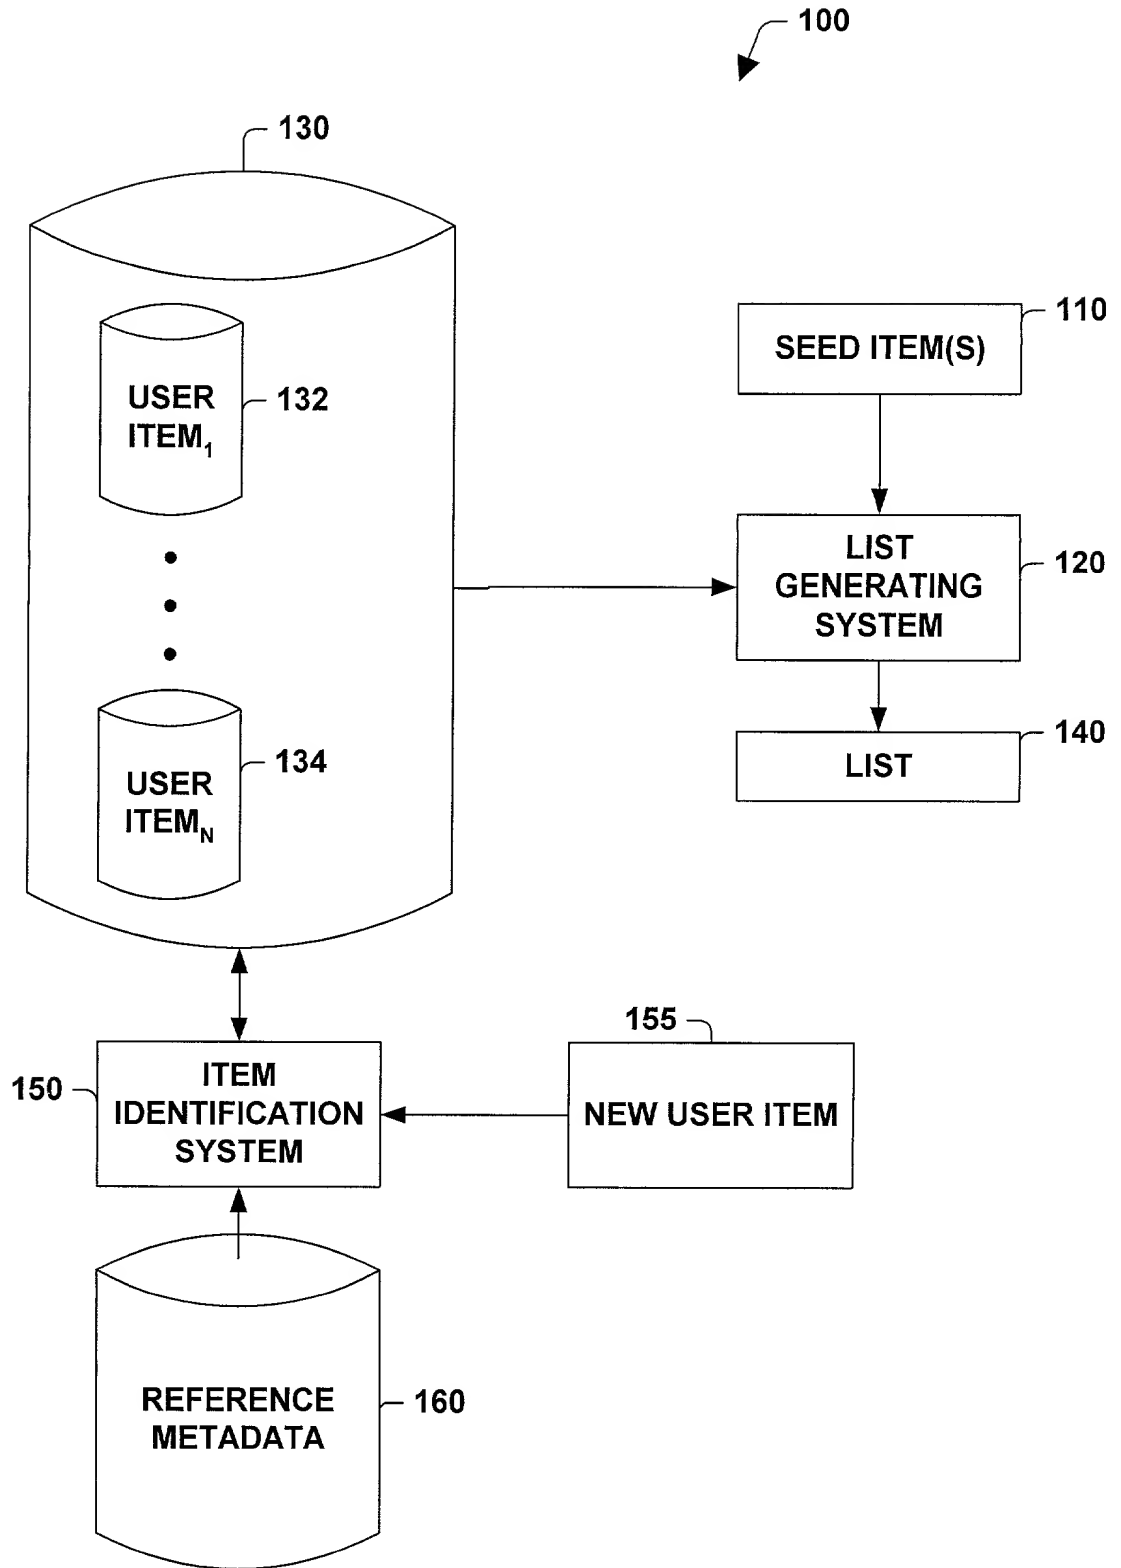 100
130
USER
ITEM1
132
USER
ITEMN
134
SEED ITEM(S)
110
LIST
GENERATING
SYSTEM
120
LIST
140
ITEM
IDENTIFICATION
SYSTEM
150
155
NEW USER ITEM
REFERENCE
METADATA
160